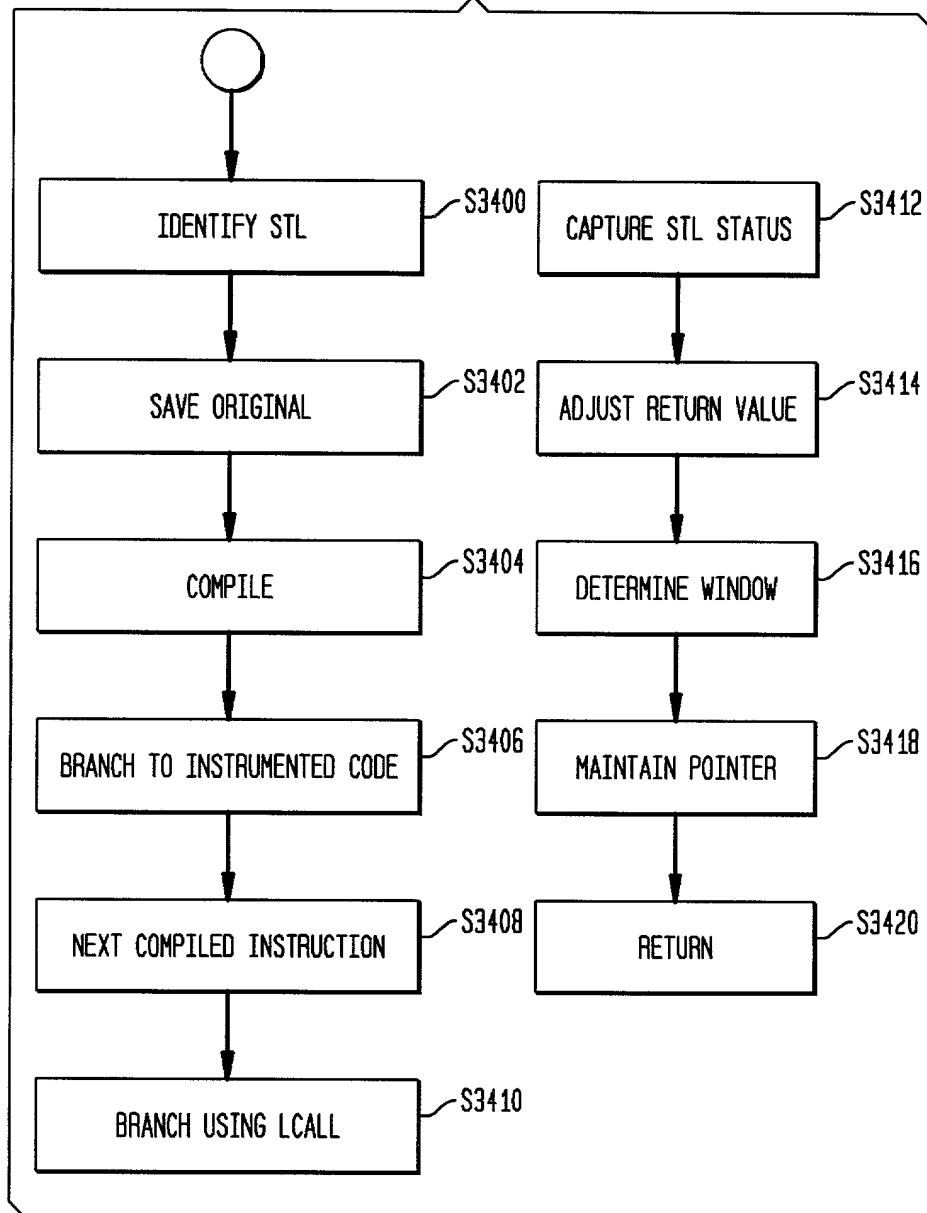 IDENTIFY STL
S3400
SAVE ORIGINAL
S3402
COMPILE
S3404
BRANCH TO INSTRUMENTED CODE
S3406
NEXT COMPILED INSTRUCTION
S3408
BRANCH USING LCALL
S3410
CAPTURE STL STATUS
S3412
ADJUST RETURN VALUE
S3414
DETERMINE WINDOW
S3416
MAINTAIN POINTER
S3418
RETURN
S3420